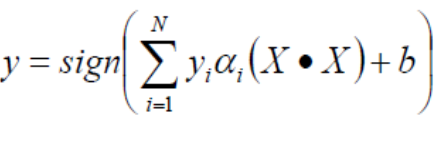 y = sign( ∑_{i=1}^{N} y_i α_i (X • X) + b )